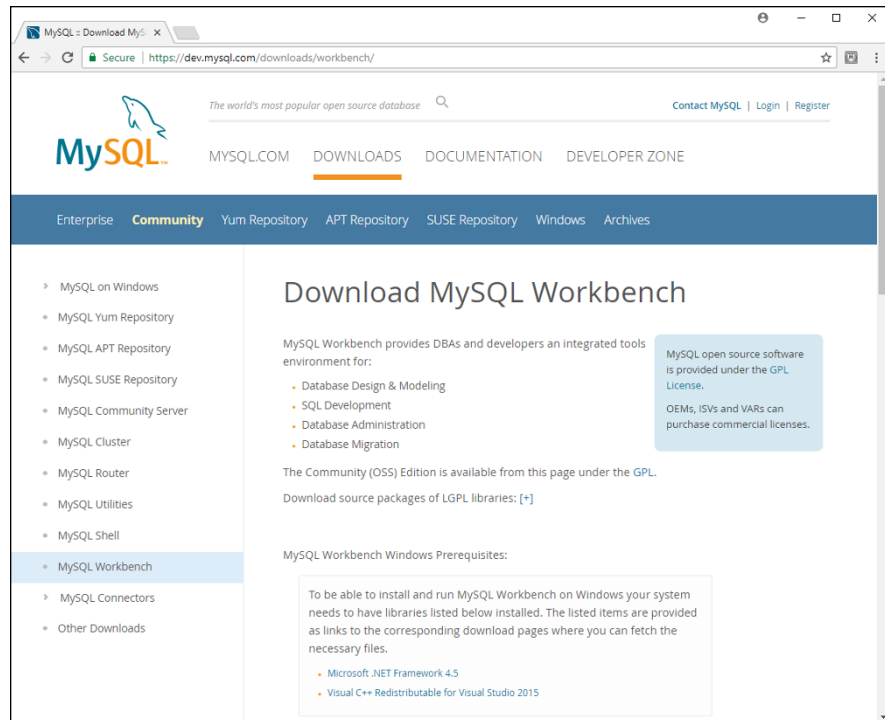 MySQL :: Download MyS
Secure | https://dev.mysql.com/downloads/workbench/
The world's most popular open source database
Contact MySQL | Login | Register
MySQL™
MYSQL.COM DOWNLOADS DOCUMENTATION DEVELOPER ZONE
Enterprise Community Yum Repository APT Repository SUSE Repository Windows Archives
MySQL on Windows
MySQL Yum Repository
MySQL APT Repository
MySQL SUSE Repository
MySQL Community Server
MySQL Cluster
MySQL Router
MySQL Utilities
MySQL Shell
MySQL Workbench
MySQL Connectors
Other Downloads
Download MySQL Workbench
MySQL Workbench provides DBAs and developers an integrated tools
environment for:
Database Design & Modeling
SQL Development
Database Administration
Database Migration
MySQL open source software
is provided under the GPL
License.
OEMs, ISVs and VARs can
purchase commercial licenses.
The Community (OSS) Edition is available from this page under the GPL.
Download source packages of LGPL libraries: [+]
MySQL Workbench Windows Prerequisites:
To be able to install and run MySQL Workbench on Windows your system
needs to have libraries listed below installed. The listed items are provided
as links to the corresponding download pages where you can fetch the
necessary files.
Microsoft .NET Framework 4.5
Visual C++ Redistributable for Visual Studio 2015